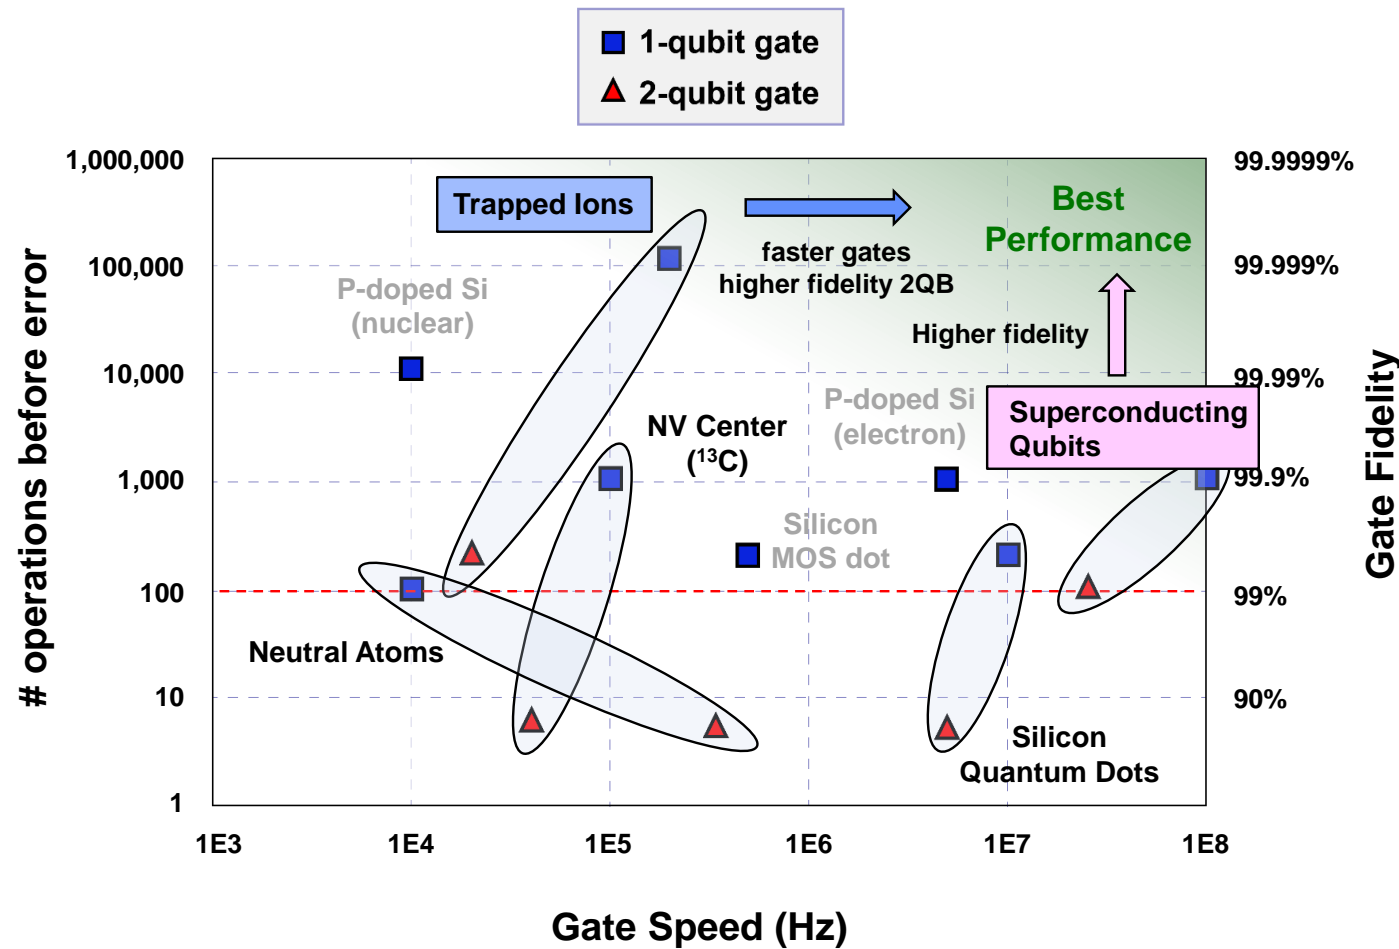 1-qubit gate
2-qubit gate
1,000,000
100,000
10,000
1,000
100
10
1
# operations before error
99.9999%
99.999%
99.99%
99.9%
99%
90%
Gate Fidelity
Trapped Ions
faster gates
higher fidelity 2QB
Best
Performance
Higher fidelity
P-doped Si
(nuclear)
NV Center
(¹³C)
P-doped Si
(electron)
Superconducting
Qubits
Silicon
MOS dot
Neutral Atoms
Silicon
Quantum Dots
1E3
1E4
1E5
1E6
1E7
1E8
Gate Speed (Hz)